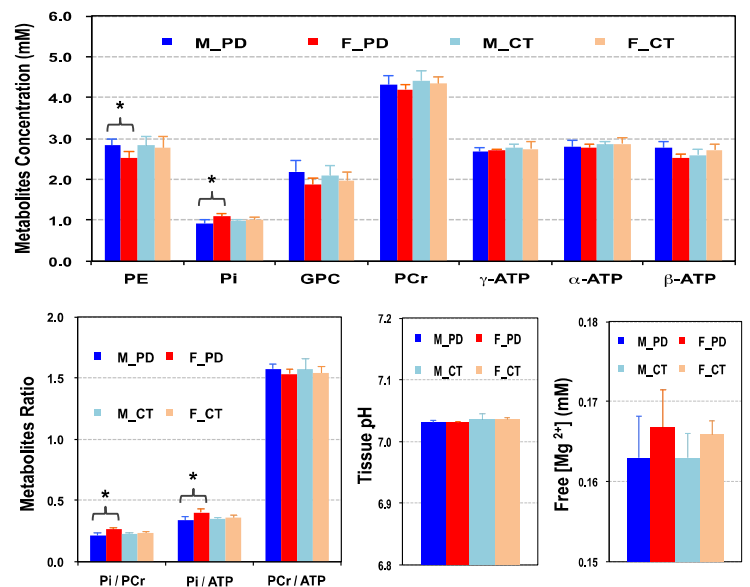 Metabolites Concentration (mM)
6.0
5.0
4.0
3.0
2.0
1.0
0.0
M_PD F_PD M_CT F_CT
*
*
PE Pi GPC PCr γ-ATP α-ATP β-ATP
Metabolites Ratio
2.0
1.5
1.0
0.5
0.0
M_PD F_PD
M_CT F_CT
*
*
Pi / PCr Pi / ATP PCr / ATP
Tissue pH
7.2
7.1
7.0
6.9
6.8
M_PD F_PD
M_CT F_CT
Free [Mg 2+] (mM)
0.18
0.17
0.16
0.15
M_PD F_PD
M_CT F_CT